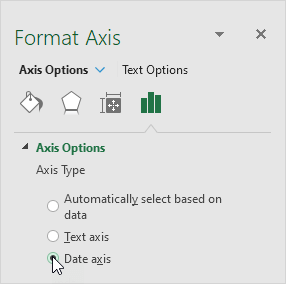 Format Axis
Axis Options Text Options
Axis Options
Axis Type
Automatically select based on
data
Text axis
Date axis